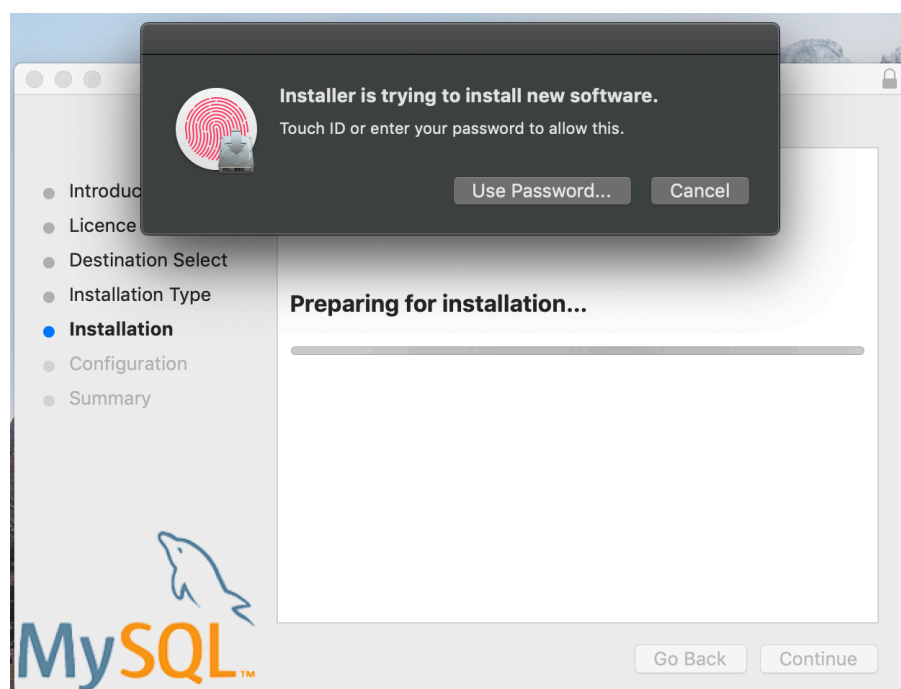 Installer is trying to install new software.
Touch ID or enter your password to allow this.
Use Password... Cancel
Introduc
Licence
Destination Select
Installation Type
Installation
Configuration
Summary
Preparing for installation...
MySQL™
Go Back Continue